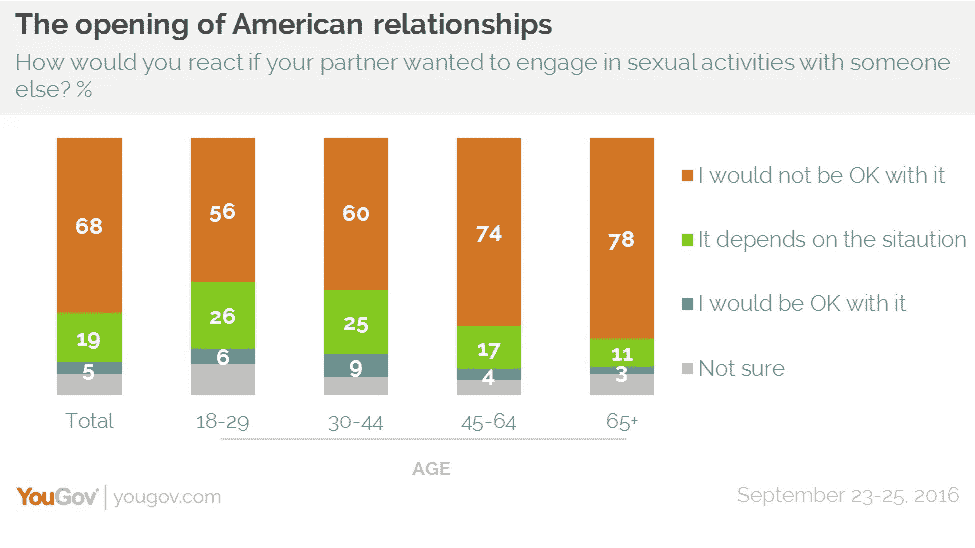 The opening of American relationships
How would you react if your partner wanted to engage in sexual activities with someone
else? %
68 56 60 74 78
19 26 25 17 11
5 6 9 4 3
I would not be OK with it
It depends on the sitaution
I would be OK with it
Not sure
Total 18-29 30-44 45-64 65+
AGE
YouGov | yougov.com
September 23-25, 2016